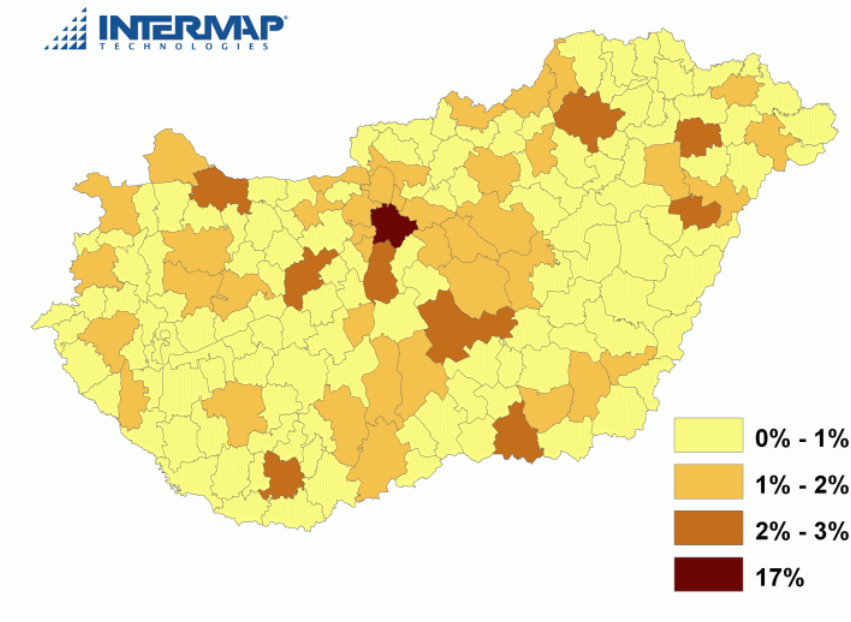 INTERMAP®
TECHNOLOGIES
0% - 1%
1% - 2%
2% - 3%
17%